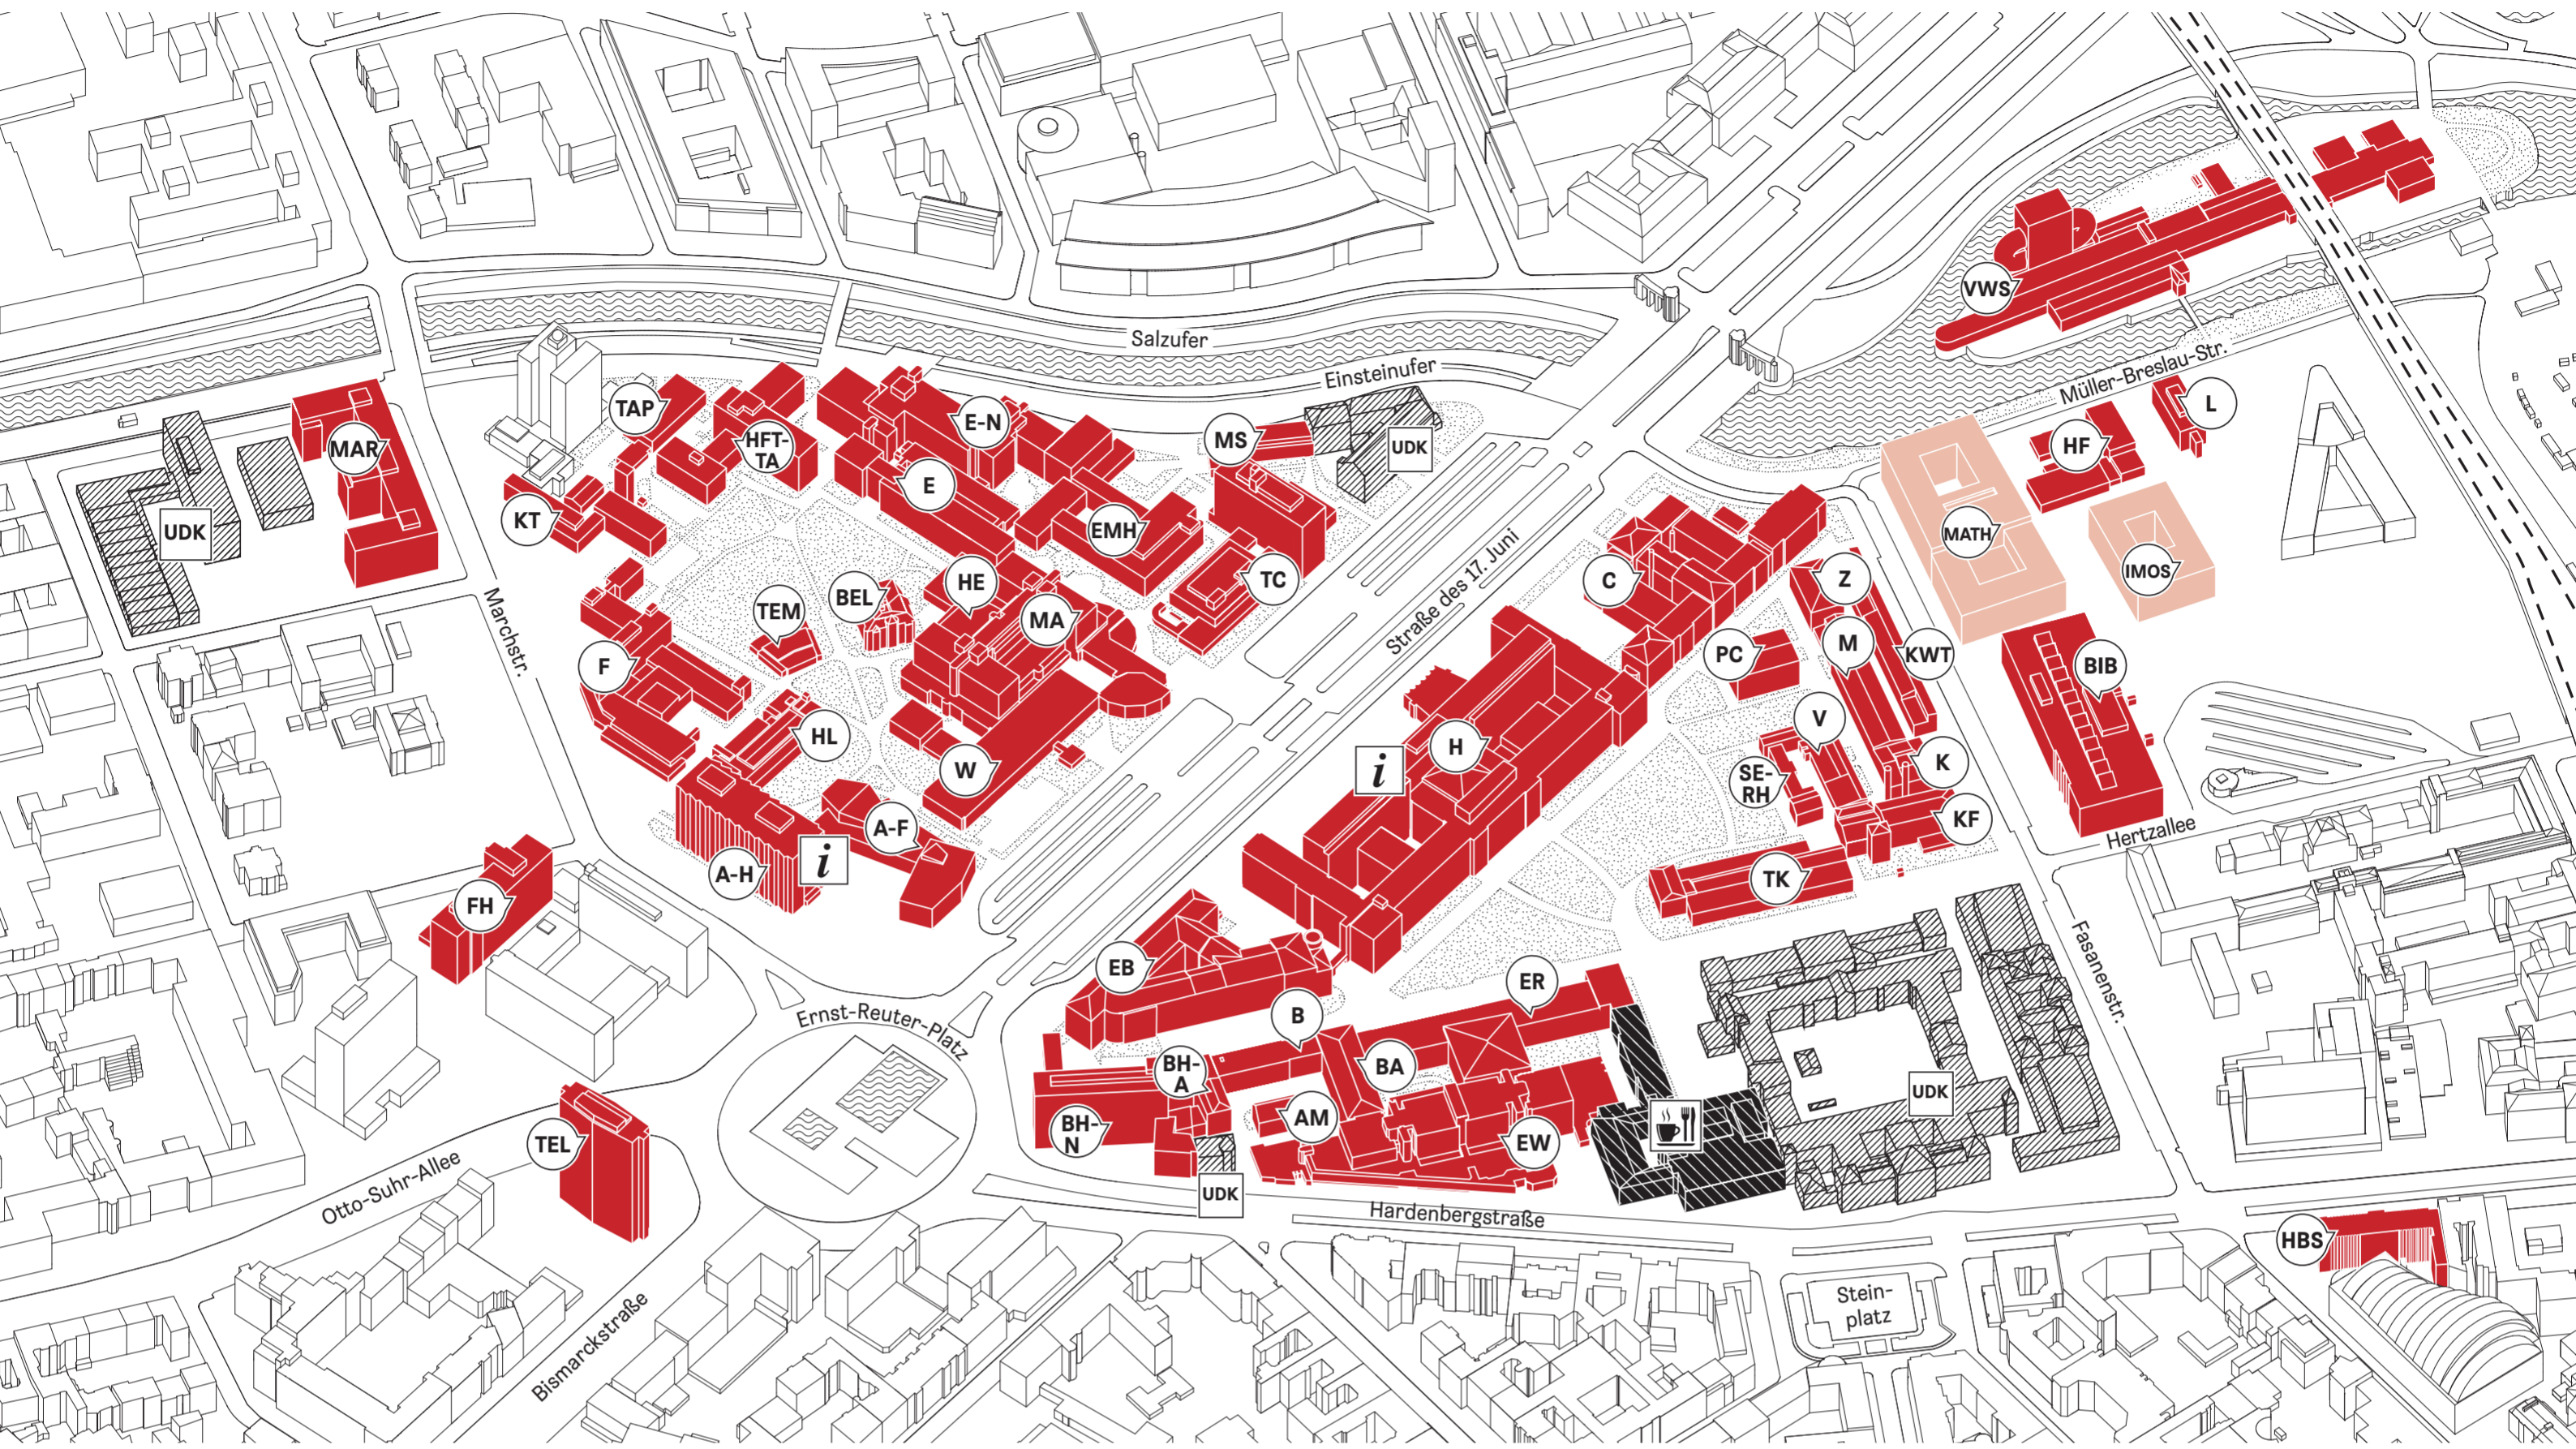 VWS
Salzufer
Müller-Breslau-Str.
Einsteinufer
TAP
L
E-N
MS
HFT-
TA
MAR
UDK
HF
E
KT
UDK
EMH
MATH
Straße des 17. Juni
IMOS
TC
C
Z
HE
BEL
TEM
MA
Marchstr.
M
PC
KWT
BIB
F
V
HL
H
i
W
K
SE-
RH
KF
A-F
Hertzallee
A-H
i
TK
FH
Fasanenstr.
EB
ER
B
Ernst-Reuter-Platz
BH-
A
BA
UDK
AM
BH-
N
EW
TEL
Otto-Suhr-Allee
UDK
Hardenbergstraße
HBS
Stein-
platz
Bismarckstraße